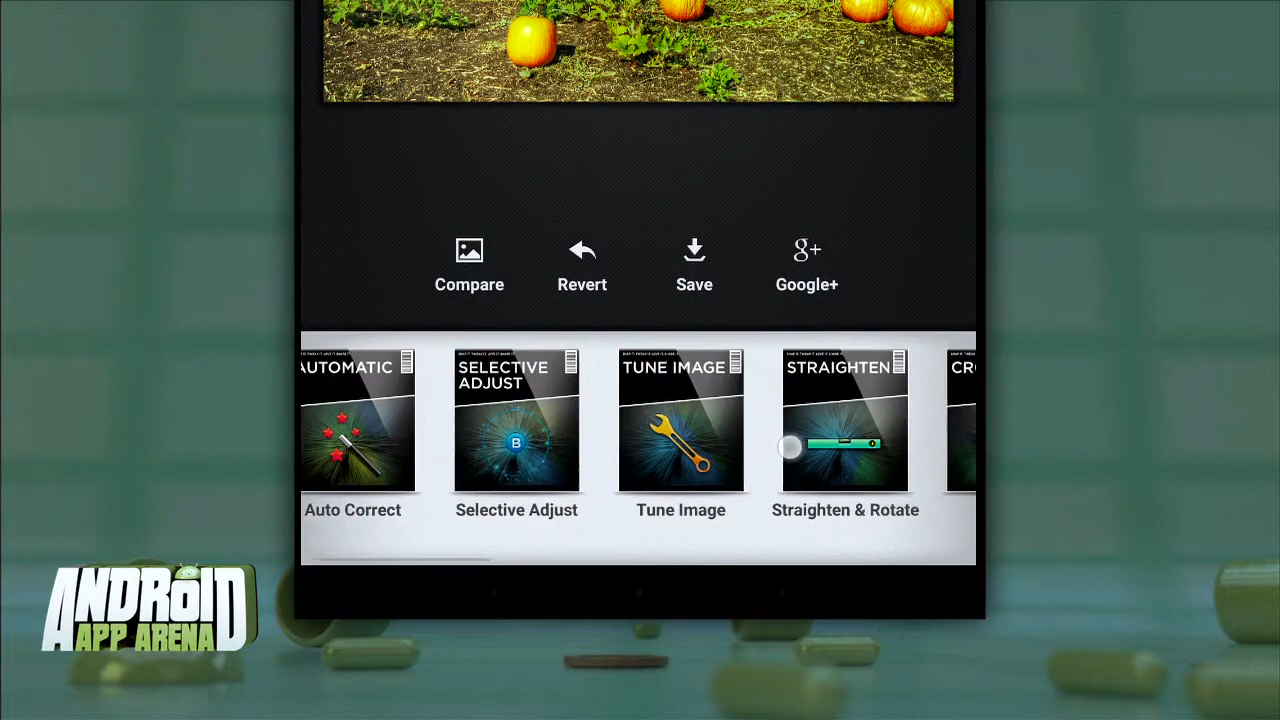 Compare Revert Save Google+
AUTOMATIC
SELECTIVE
ADJUST
TUNE IMAGE
STRAIGHTEN
CR
B
Auto Correct Selective Adjust Tune Image Straighten & Rotate
ANDROID
APP ARENA